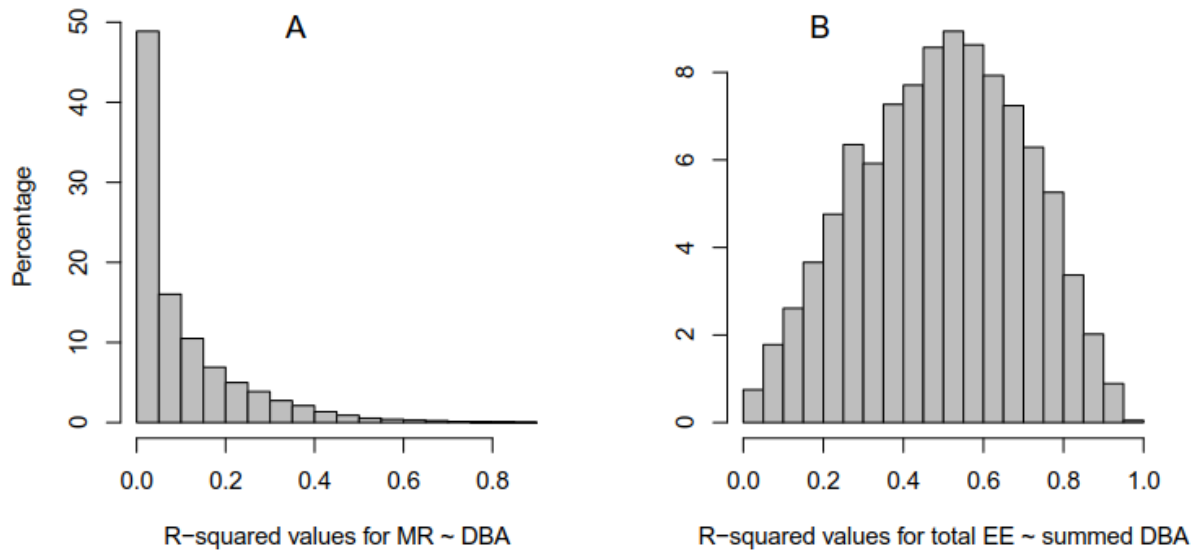 A
B
Percentage
50
40
30
20
10
0
0.0 0.2 0.4 0.6 0.8
R−squared values for MR ~ DBA
8
6
4
2
0
0.0 0.2 0.4 0.6 0.8 1.0
R−squared values for total EE ~ summed DBA